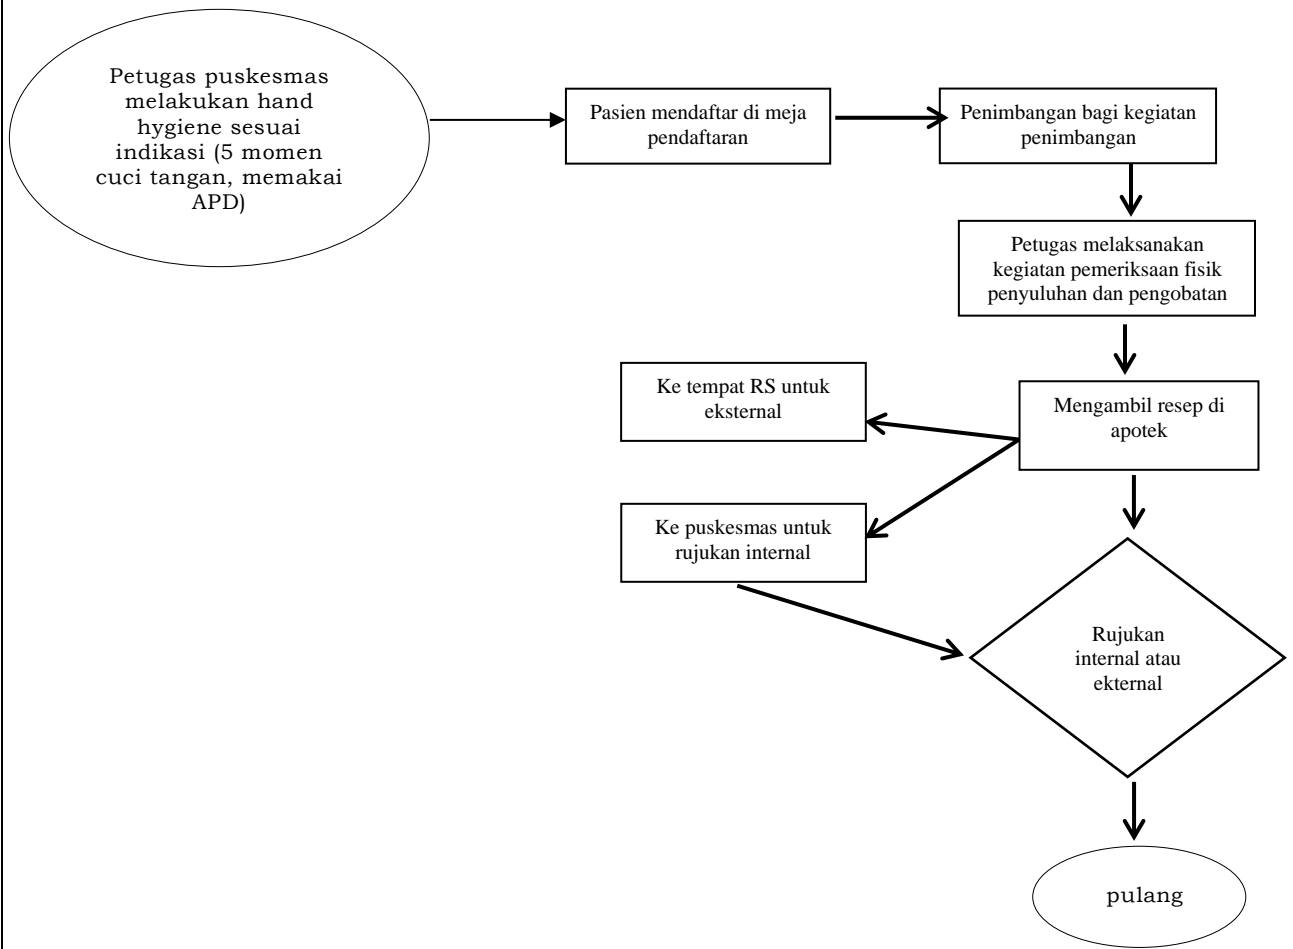 Petugas puskesmas
melakukan hand
hygiene sesuai
indikasi (5 momen
cuci tangan, memakai
APD)
Pasien mendaftar di meja
pendaftaran
Penimbangan bagi kegiatan
penimbangan
Petugas melaksanakan
kegiatan pemeriksaan fisik
penyuluhan dan pengobatan
Ke tempat RS untuk
eksternal
Mengambil resep di
apotek
Ke puskesmas untuk
rujukan internal
Rujukan
internal atau
ekternal
pulang